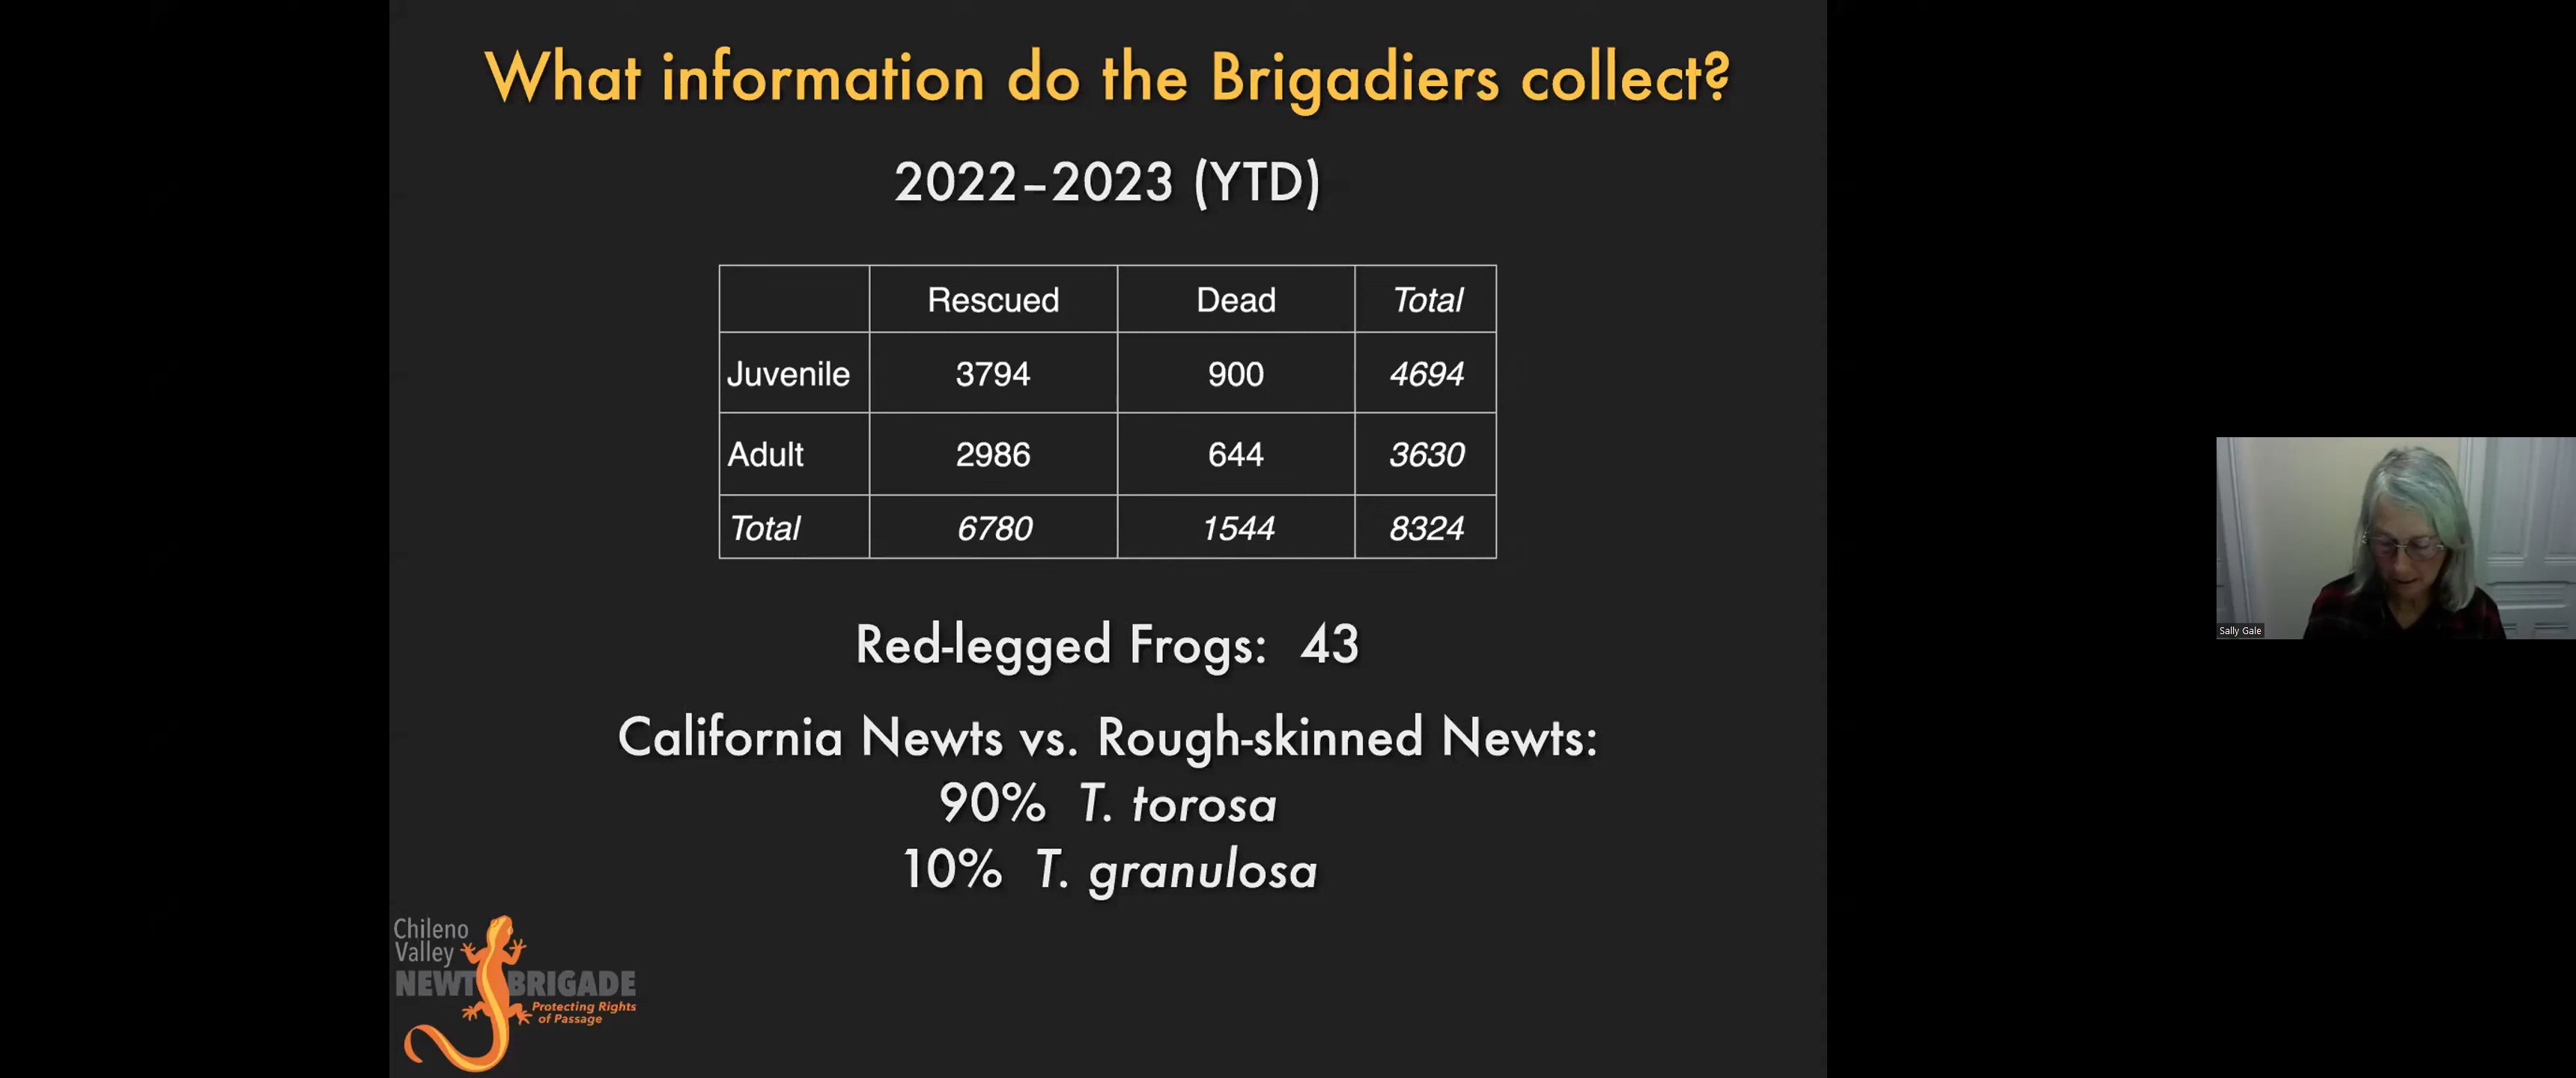 What information do the Brigadiers collect?
2022–2023 (YTD)
Rescued Dead Total
Juvenile 3794 900 4694
Adult 2986 644 3630
Total 6780 1544 8324
Red-legged Frogs: 43
California Newts vs. Rough-skinned Newts:
90% T. torosa
10% T. granulosa
Chileno
Valley
NEWT BRIGADE
Protecting Rights
of Passage
Sally Gale